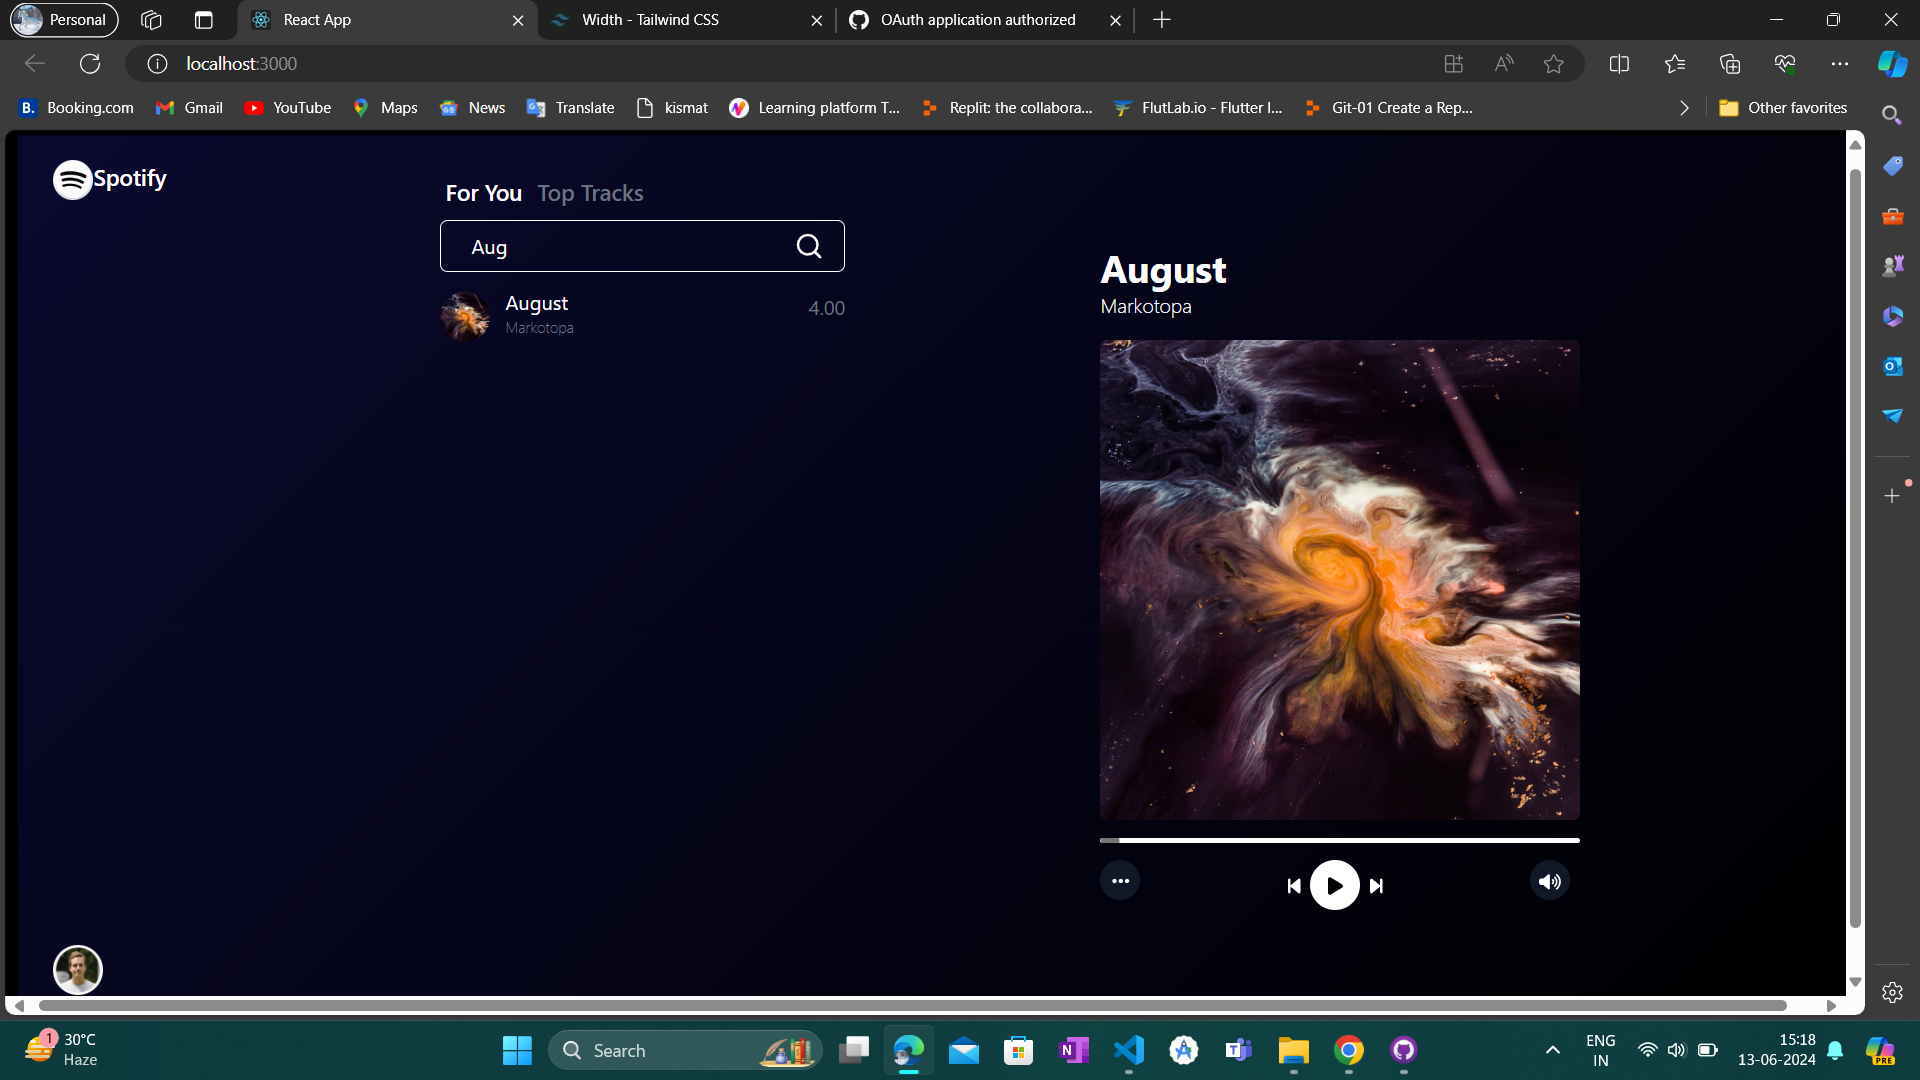 Personal
React App
Width - Tailwind CSS
OAuth application authorized
localhost:3000
B. Booking.com
Gmail
YouTube
Maps
News
Translate
kismat
Learning platform T...
Replit: the collabora...
FlutLab.io - Flutter I...
Git-01 Create a Rep...
Other favorites
Spotify
For You Top Tracks
Aug
August
Markotopa
4.00
August
Markotopa
1
30°C
Haze
Search
ENG
IN
15:18
13-06-2024
PRE